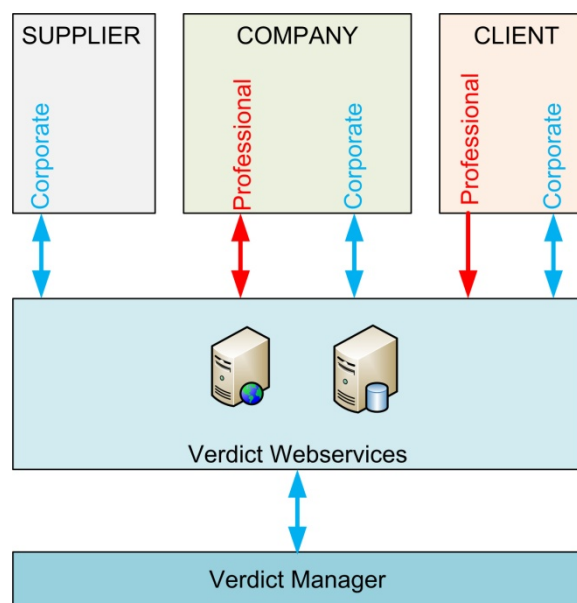 SUPPLIER
COMPANY
CLIENT
Corporate
Professional
Corporate
Professional
Corporate
Verdict Webservices
Verdict Manager